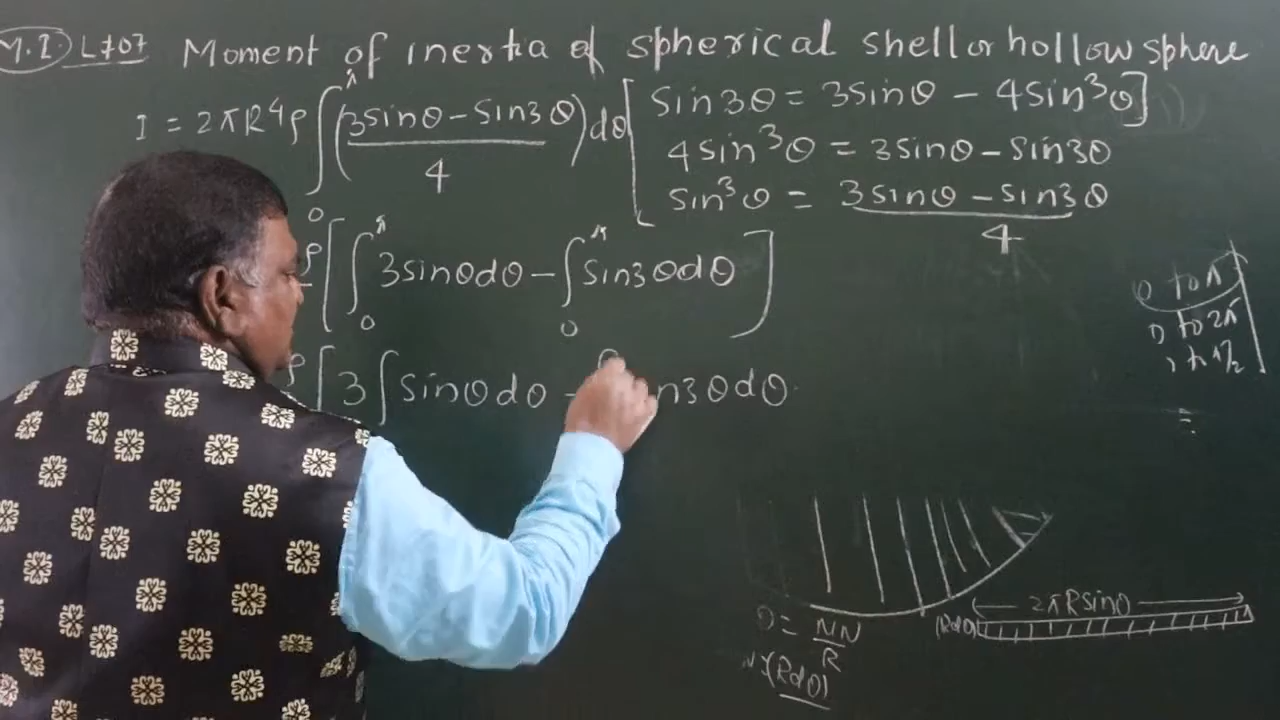 M.I. L707 Moment of inertia of spherical shell or hollow sphere
I = 2πR⁴ρ ∫₀^π (3sinθ - Sin3θ)/4 dθ
[Sin3θ = 3sinθ - 4sin³θ]
4sin³θ = 3sinθ - sin3θ
sin³θ = (3sinθ - sin3θ)/4
ρ [∫₀^π 3sinθdθ - ∫₀^π Sin3θdθ]
ρ [3∫ sinθdθ - n3θdθ
0 to π
0 to 2π
2πRsinθ
(Rdθ)
θ = MN/R
(Rdθ)